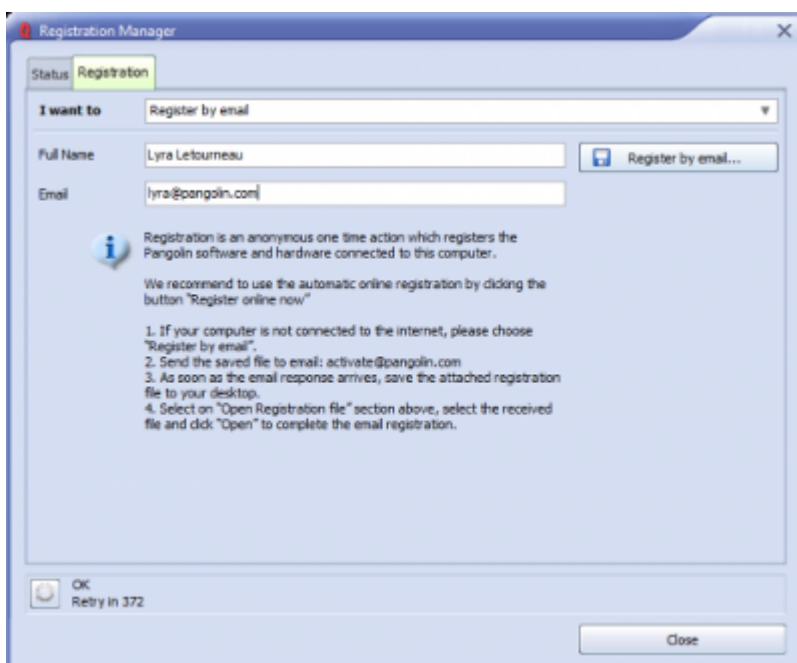 Registration Manager
Status Registration
I want to Register by email
Full Name Lyra Letourneau Register by email...
Email lyra@pangolin.com
Registration is an anonymous one time action which registers the
Pangolin software and hardware connected to this computer.
We recommend to use the automatic online registration by clicking the
button "Register online now"
1. If your computer is not connected to the internet, please choose
"Register by email".
2. Send the saved file to email: activate@pangolin.com
3. As soon as the email response arrives, save the attached registration
file to your desktop.
4. Select on "Open Registration file" section above, select the received
file and click "Open" to complete the email registration.
OK
Retry in 372
Close